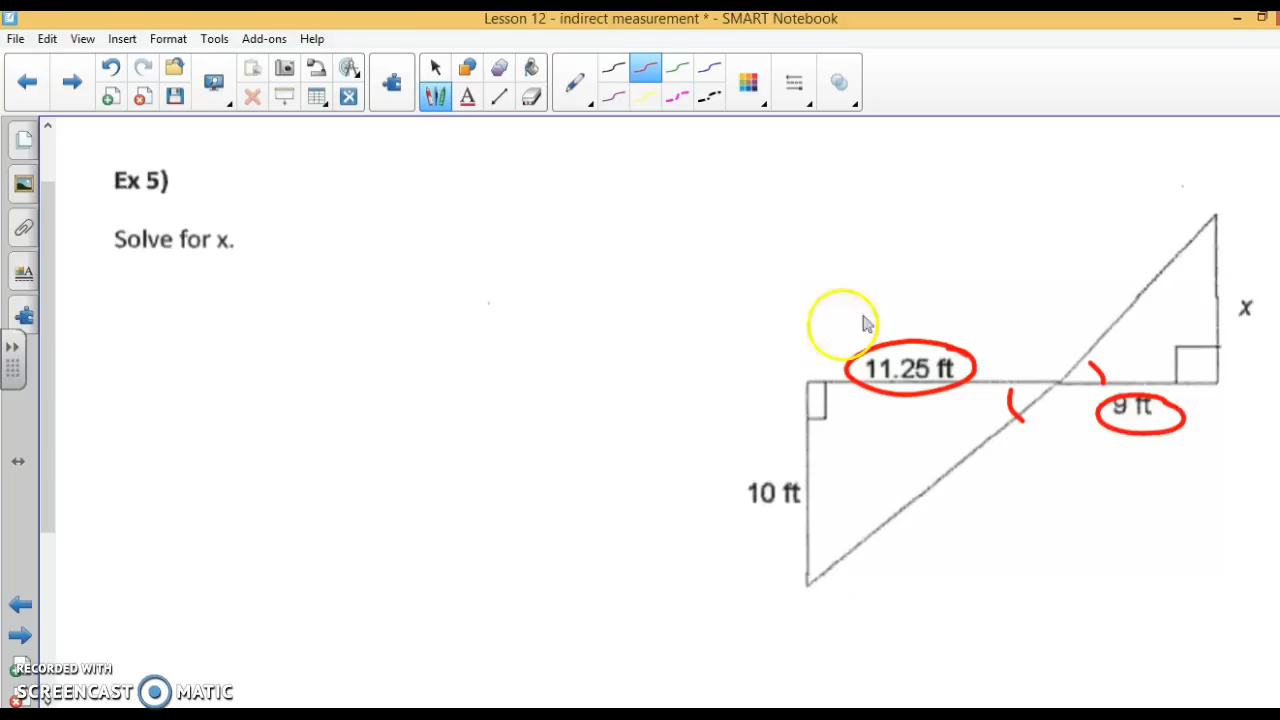 Lesson 12 - indirect measurement * - SMART Notebook
File Edit View Insert Format Tools Add-ons Help
A
Ex 5)
Solve for x.
x
11.25 ft
9 ft
10 ft
RECORDED WITH
SCREENCAST MATIC